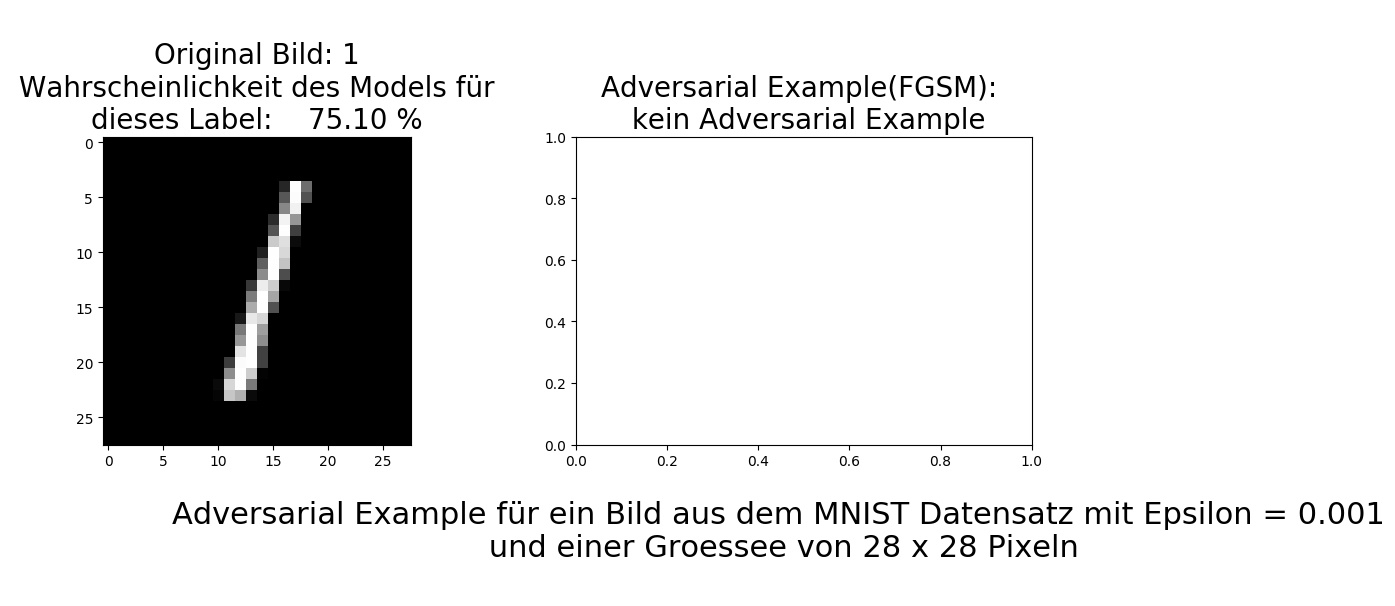 Original Bild: 1
Wahrscheinlichkeit des Models für
dieses Label: 75.10 %
0
5
10
15
20
25
0 5 10 15 20 25
Adversarial Example(FGSM):
kein Adversarial Example
1.0
0.8
0.6
0.4
0.2
0.0
0.0 0.2 0.4 0.6 0.8 1.0
Adversarial Example für ein Bild aus dem MNIST Datensatz mit Epsilon = 0.001
und einer Groessee von 28 x 28 Pixeln